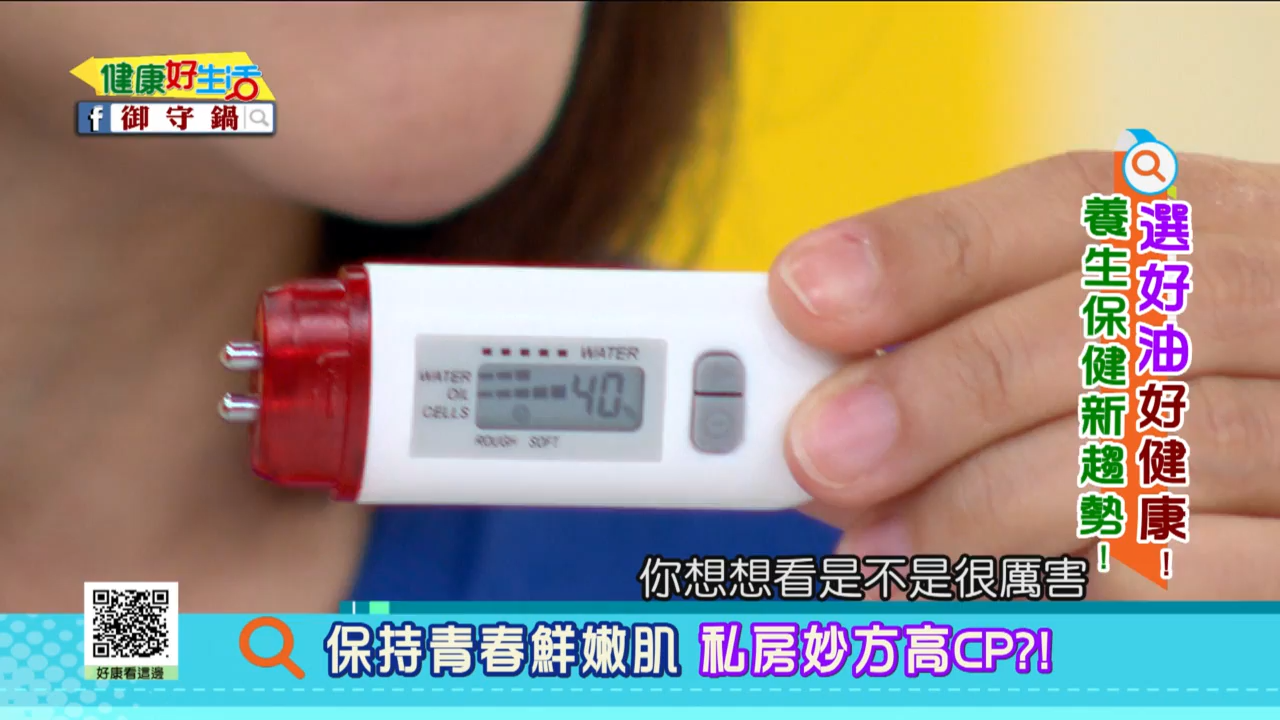 健康好生活
f 御守鍋
選好油好健康！
養生保健新趨勢！
WATER
WATER
OIL
CELLS
40%
ROUGH SOFT
你想想看是不是很厲害
好康看這邊
保持青春鮮嫩肌 私房妙方高CP?!